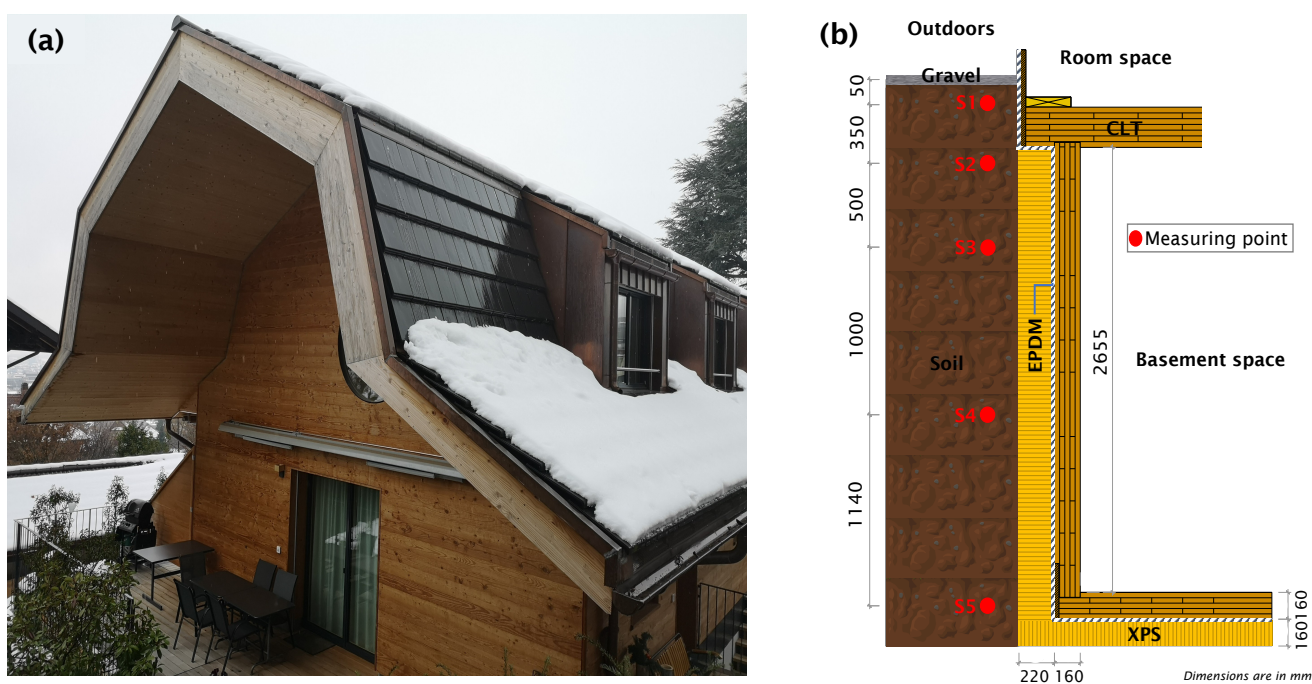 (a)
(b)
Outdoors
Room space
Gravel
50
S1
CLT
350
S2
500
S3
Measuring point
EPDM
1000
Soil
2655
Basement space
S4
1140
S5
160
XPS
160
220 160
Dimensions are in mm